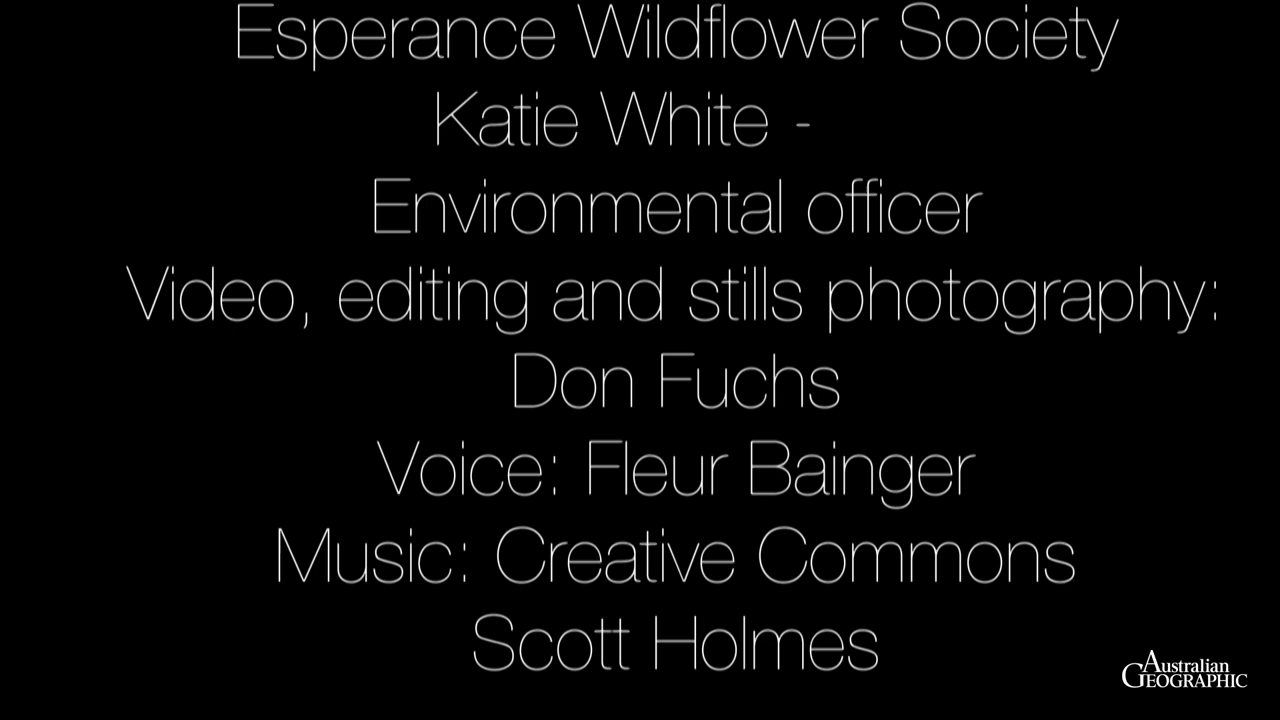 Esperance Wildflower Society
Katie White -
Environmental officer
Video, editing and stills photography:
Don Fuchs
Voice: Fleur Bainger
Music: Creative Commons
Scott Holmes
Australian
GEOGRAPHIC